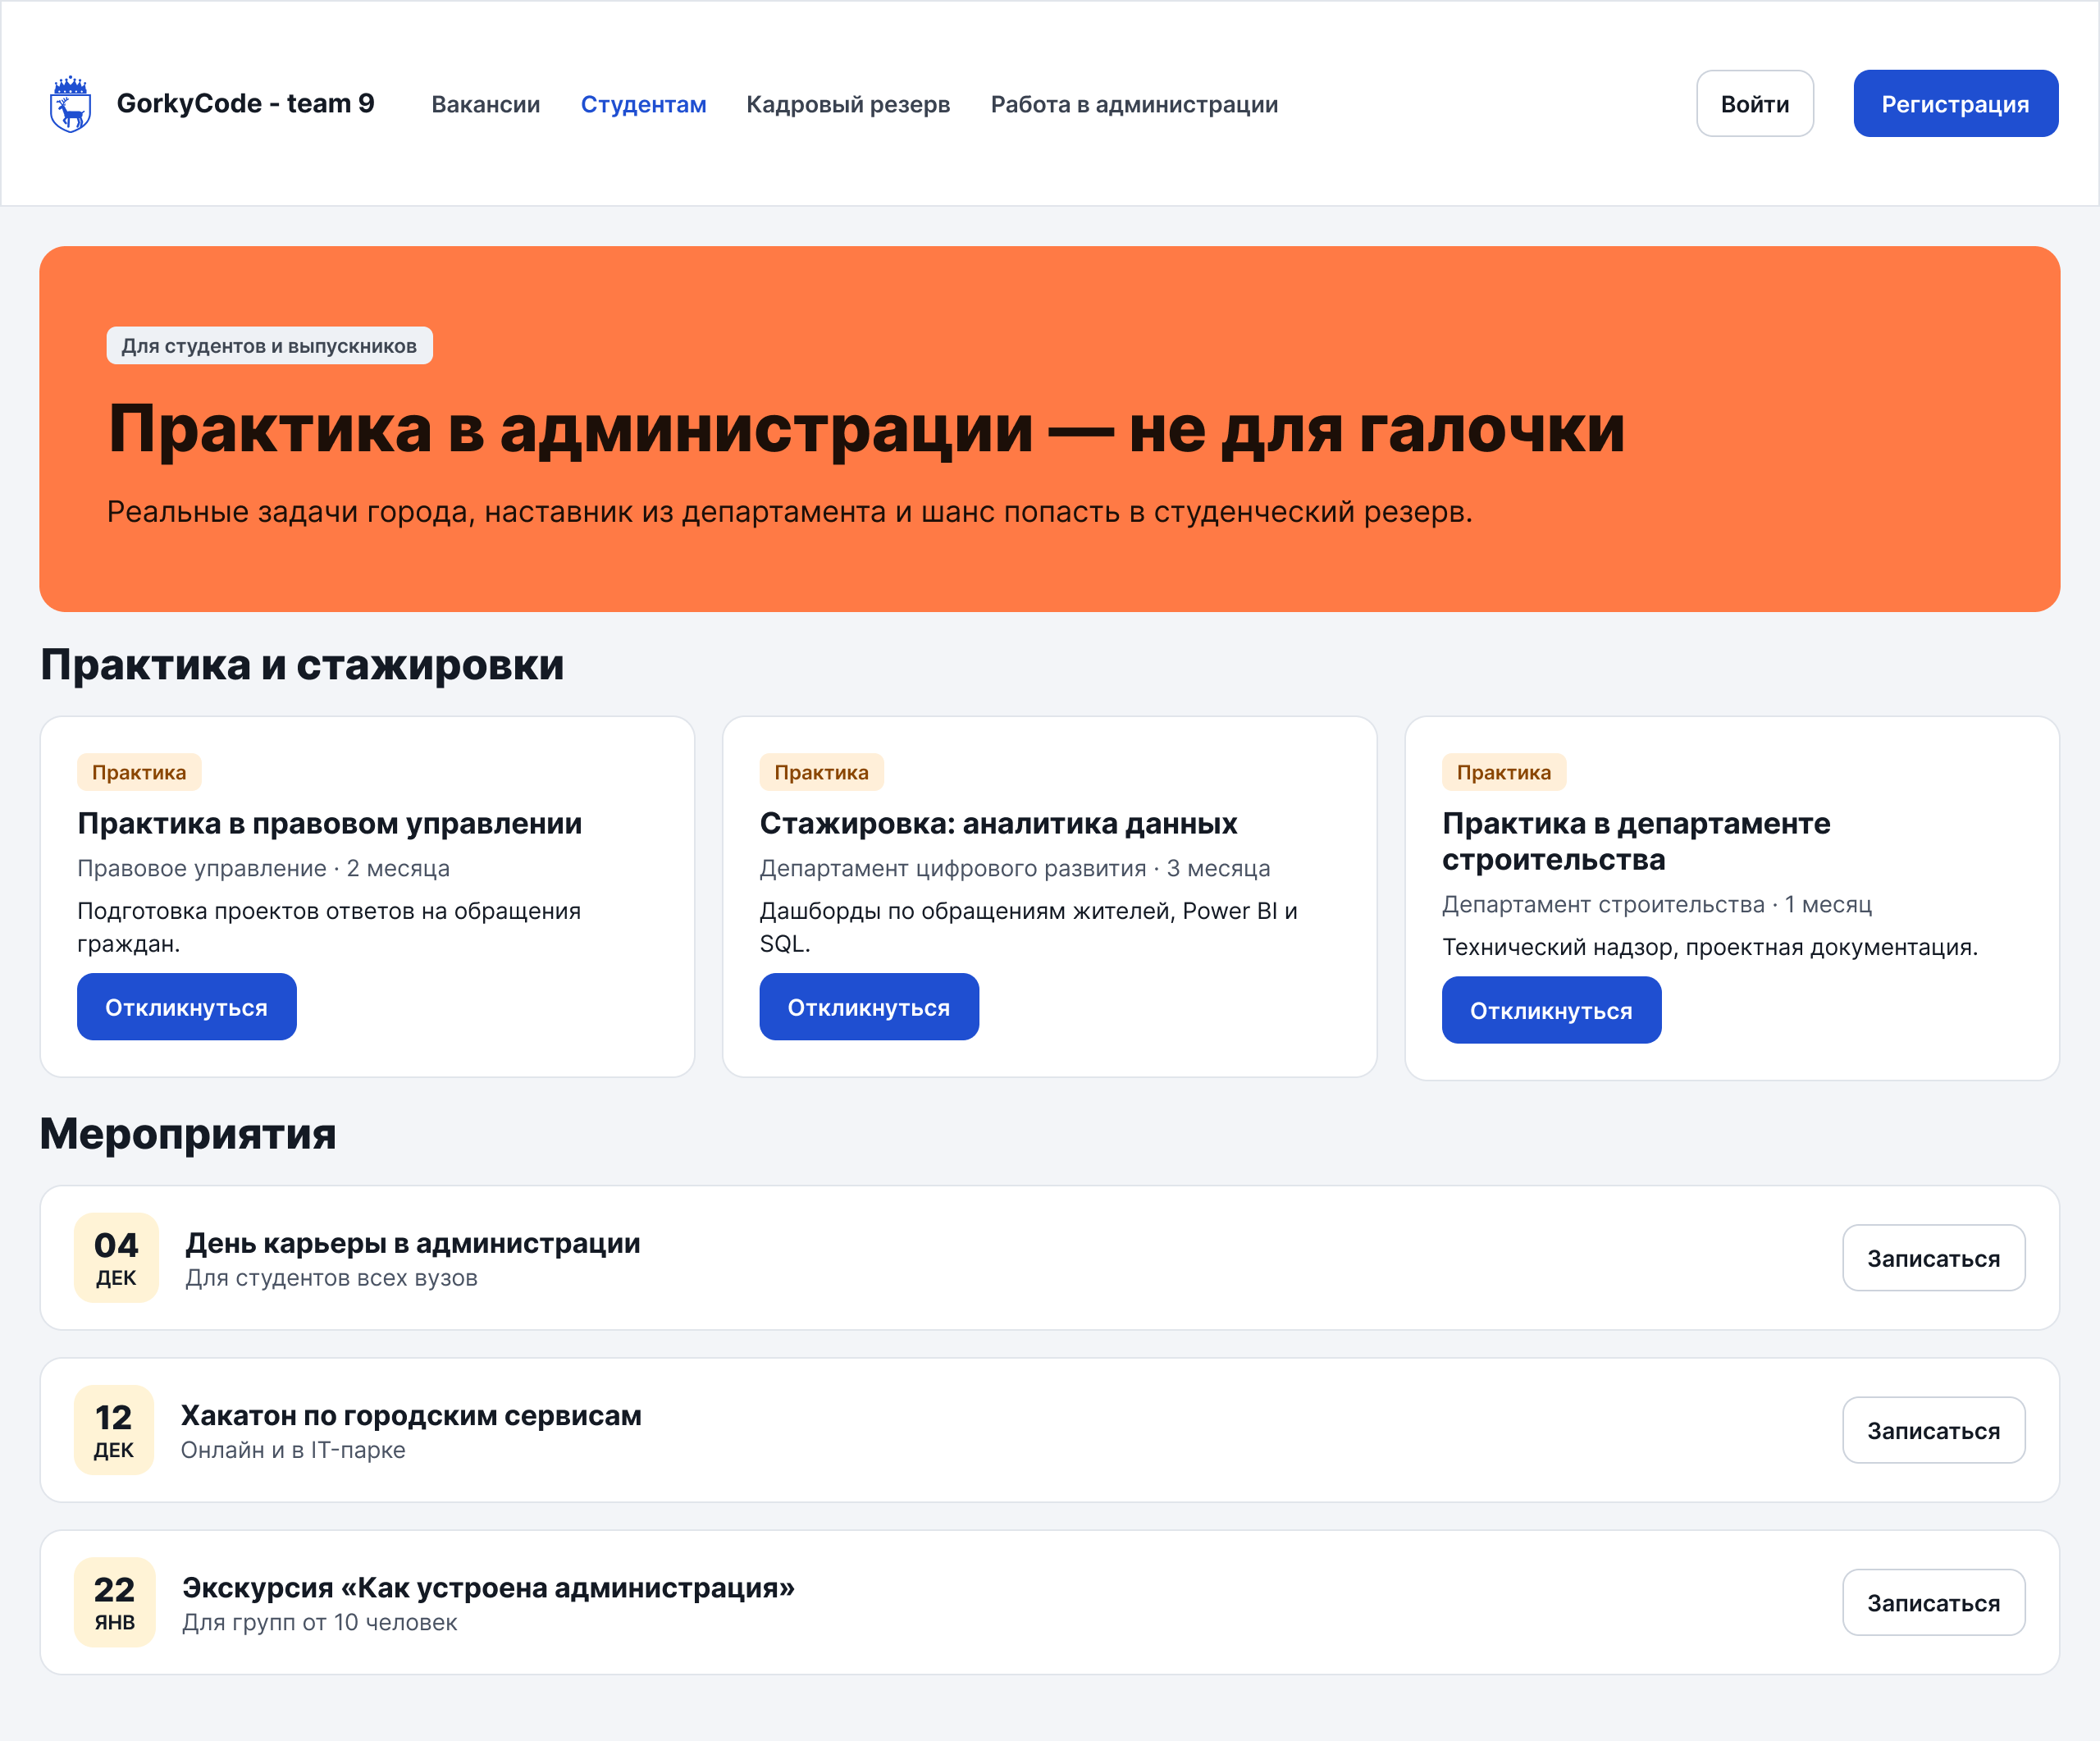 GorkyCode - team 9
Вакансии
Студентам
Кадровый резерв
Работа в администрации
Войти
Регистрация
Для студентов и выпускников
Практика в администрации — не для галочки
Реальные задачи города, наставник из департамента и шанс попасть в студенческий резерв.
Практика и стажировки
Практика
Практика в правовом управлении
Правовое управление · 2 месяца
Подготовка проектов ответов на обращения
граждан.
Откликнуться
Практика
Стажировка: аналитика данных
Департамент цифрового развития · 3 месяца
Дашборды по обращениям жителей, Power BI и
SQL.
Откликнуться
Практика
Практика в департаменте
строительства
Департамент строительства · 1 месяц
Технический надзор, проектная документация.
Откликнуться
Мероприятия
04
ДЕК
День карьеры в администрации
Для студентов всех вузов
Записаться
12
ДЕК
Хакатон по городским сервисам
Онлайн и в IT-парке
Записаться
22
ЯНВ
Экскурсия «Как устроена администрация»
Для групп от 10 человек
Записаться